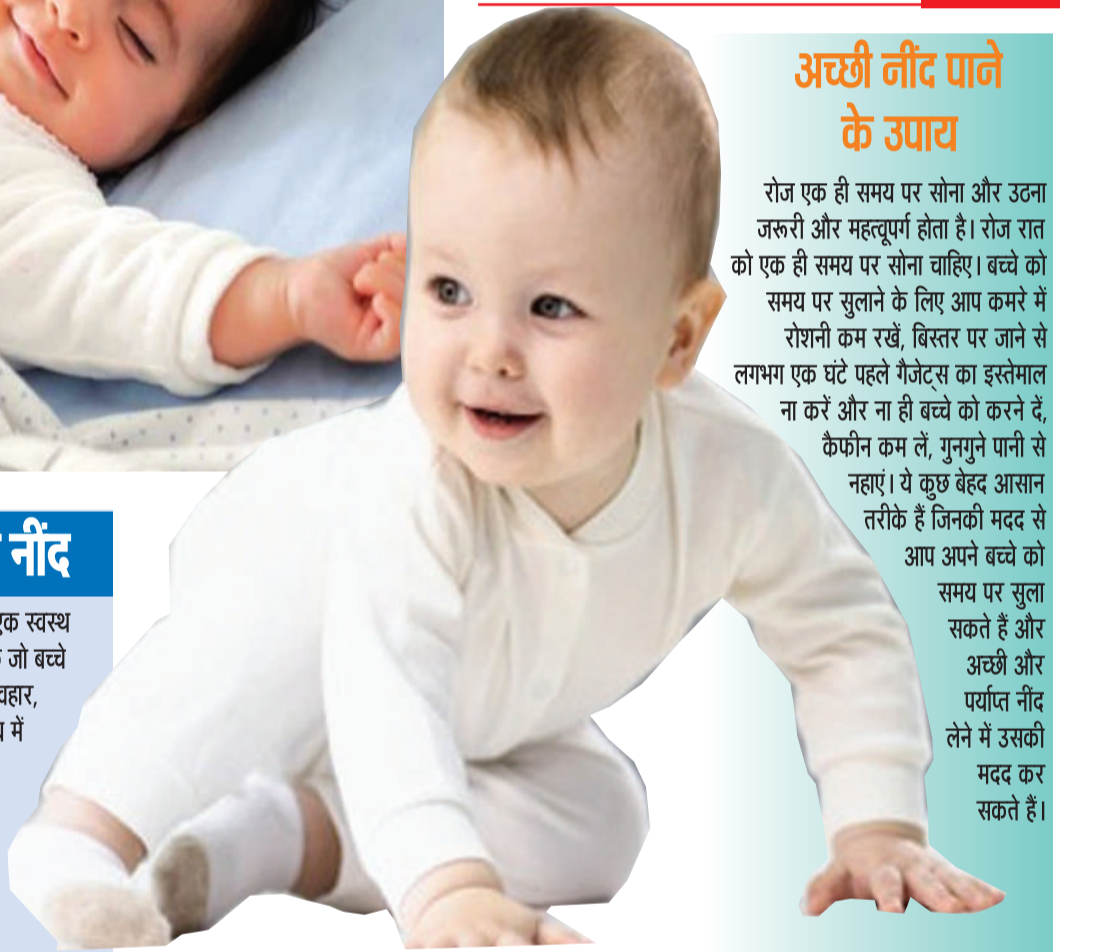 अच्छी नींद पाने
के उपाय
रोज एक ही समय पर सोना और उठना
जरूरी और महत्वूपर्ग होता है। रोज रात
को एक ही समय पर सोना चाहिए। बच्चे को
समय पर सुलाने के लिए आप कमरे में
रोशनी कम रखें, बिस्तर पर जाने से
लगभग एक घंटे पहले गैजेट्स का इस्तेमाल
ना करें और ना ही बच्चे को करने दें,
कैफीन कम लें, गुनगुने पानी से
नहाएं। ये कुछ बेहद आसान
तरीके हैं जिनकी मदद से
आप अपने बच्चे को
समय पर सुला
सकते हैं और
अच्छी और
पर्याप्त नींद
लेने में उसकी
मदद कर
सकते हैं।
नींद
एक स्वस्थ
जो बच्चे
में